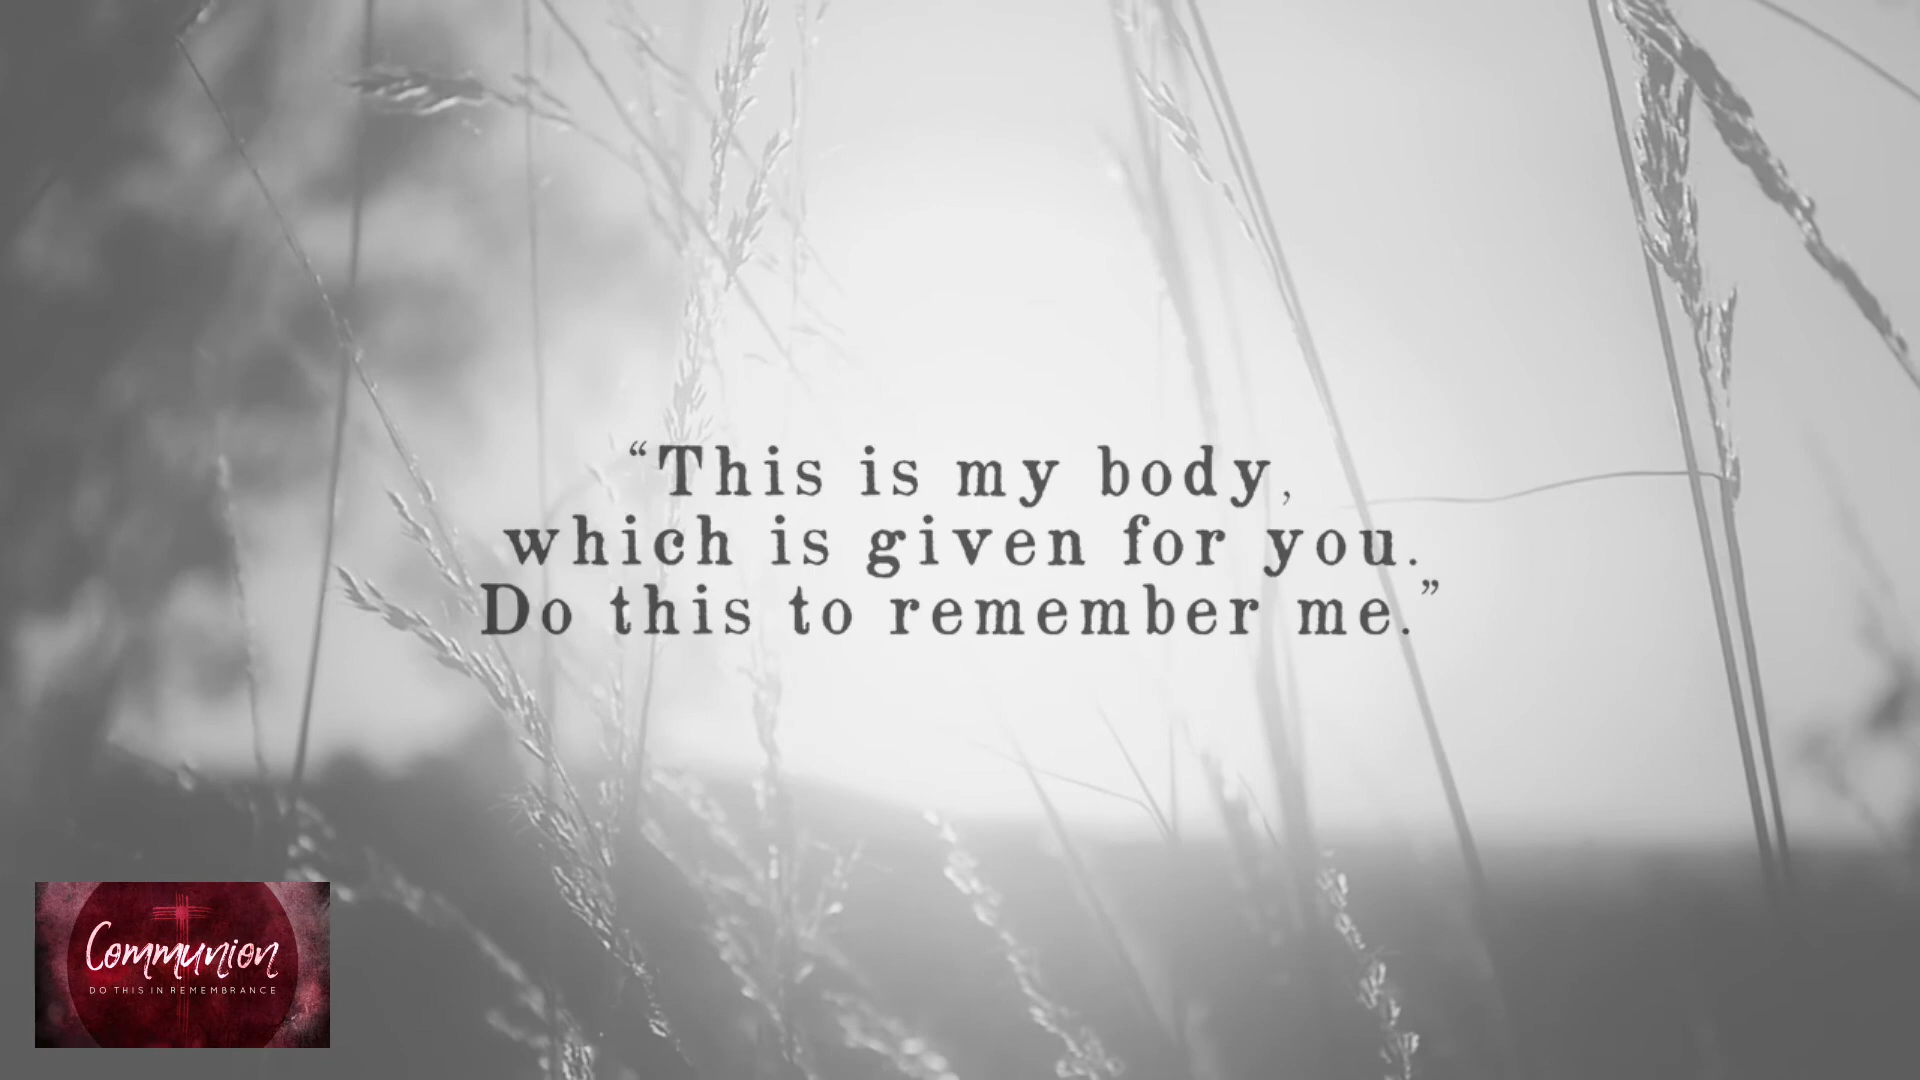 “This is my body,
which is given for you.
Do this to remember me.”
Communion
DO THIS IN REMEMBRANCE